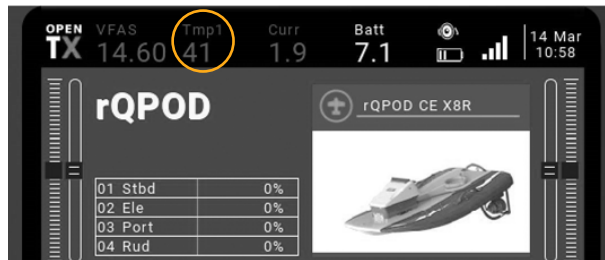 OPEN TX VFAS Tmp1 Curr Batt 14 Mar
14.60 41 1.9 7.1 10:58
rQPOD
rQPOD CE X8R
01 Stbd 0%
02 Ele 0%
03 Port 0%
04 Rud 0%